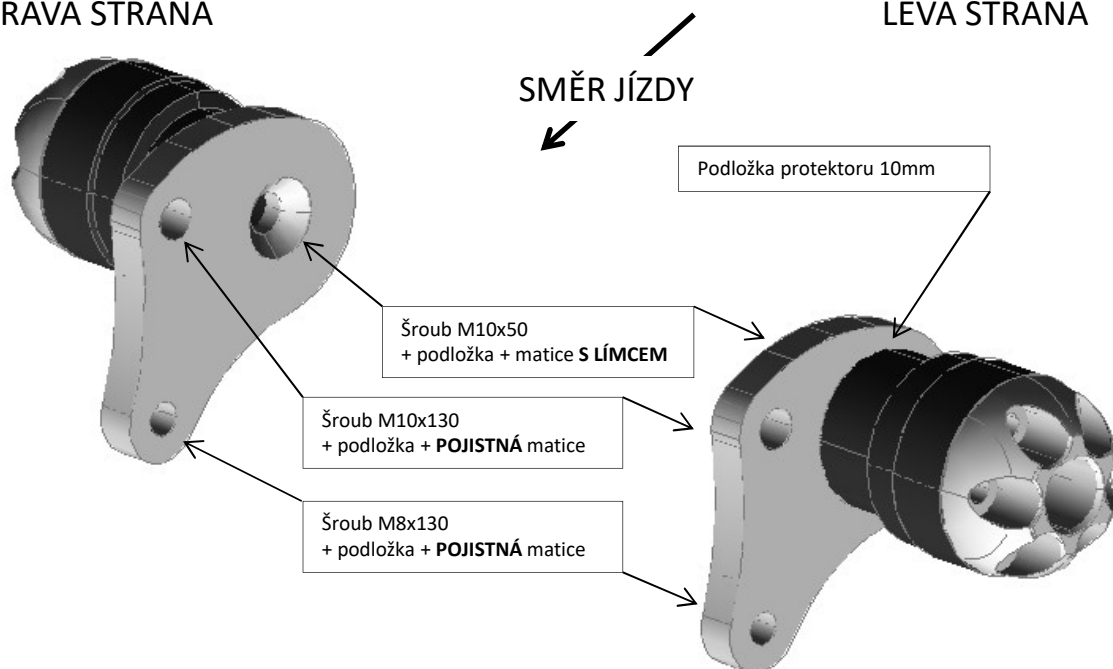 RAVA STRANA
LEVA STRANA
SMĚR JÍZDY
Podložka protektoru 10mm
Šroub M10x50
+ podložka + matice S LÍMCEM
Šroub M10x130
+ podložka + POJISTNÁ matice
Šroub M8x130
+ podložka + POJISTNÁ matice